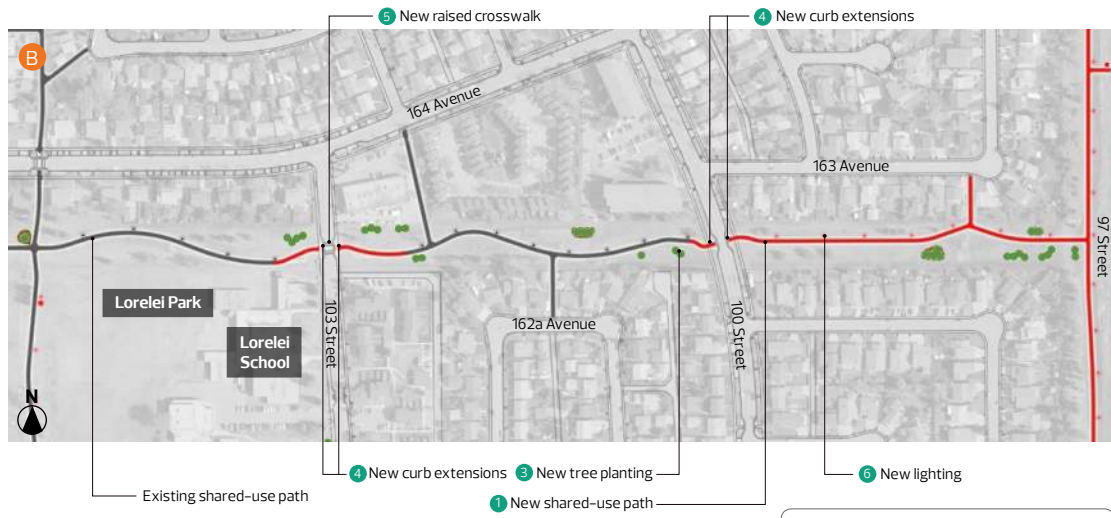 5 New raised crosswalk
4 New curb extensions
B
164 Avenue
163 Avenue
97 Street
Lorelei Park
103 Street
162a Avenue
100 Street
Lorelei
School
N
4 New curb extensions
3 New tree planting
6 New lighting
Existing shared-use path
1 New shared-use path